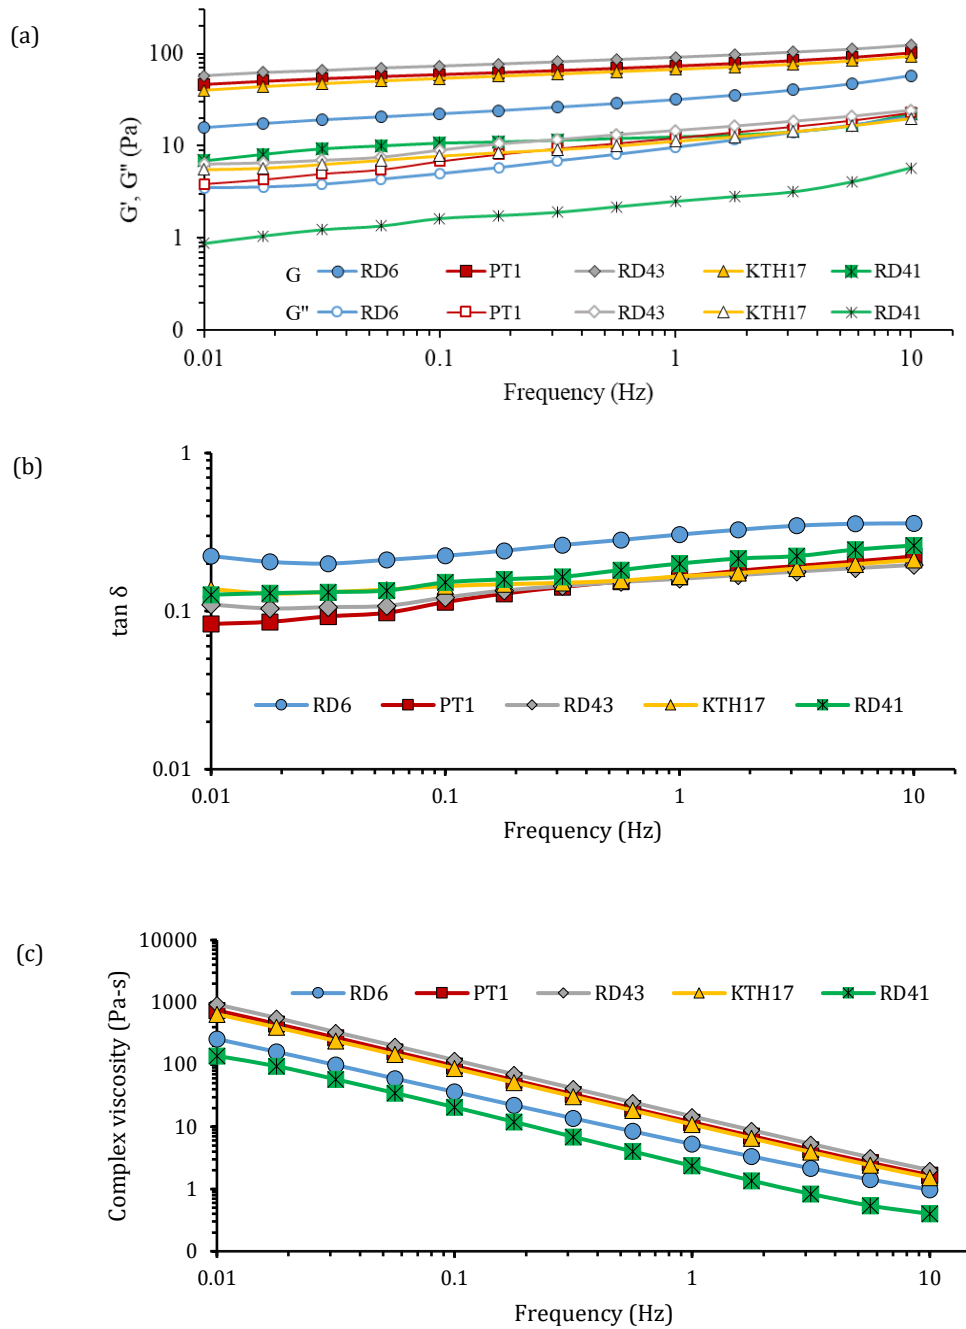 (a)
G', G'' (Pa)
100
10
1
0
G RD6 PT1 RD43 KTH17 RD41
G'' RD6 PT1 RD43 KTH17 RD41
0.01 0.1 1 10
Frequency (Hz)
(b)
tan δ
1
0.1
0.01
RD6 PT1 RD43 KTH17 RD41
0.01 0.1 1 10
Frequency (Hz)
(c)
Complex viscosity (Pa-s)
10000
1000
100
10
1
0
RD6 PT1 RD43 KTH17 RD41
0.01 0.1 1 10
Frequency (Hz)